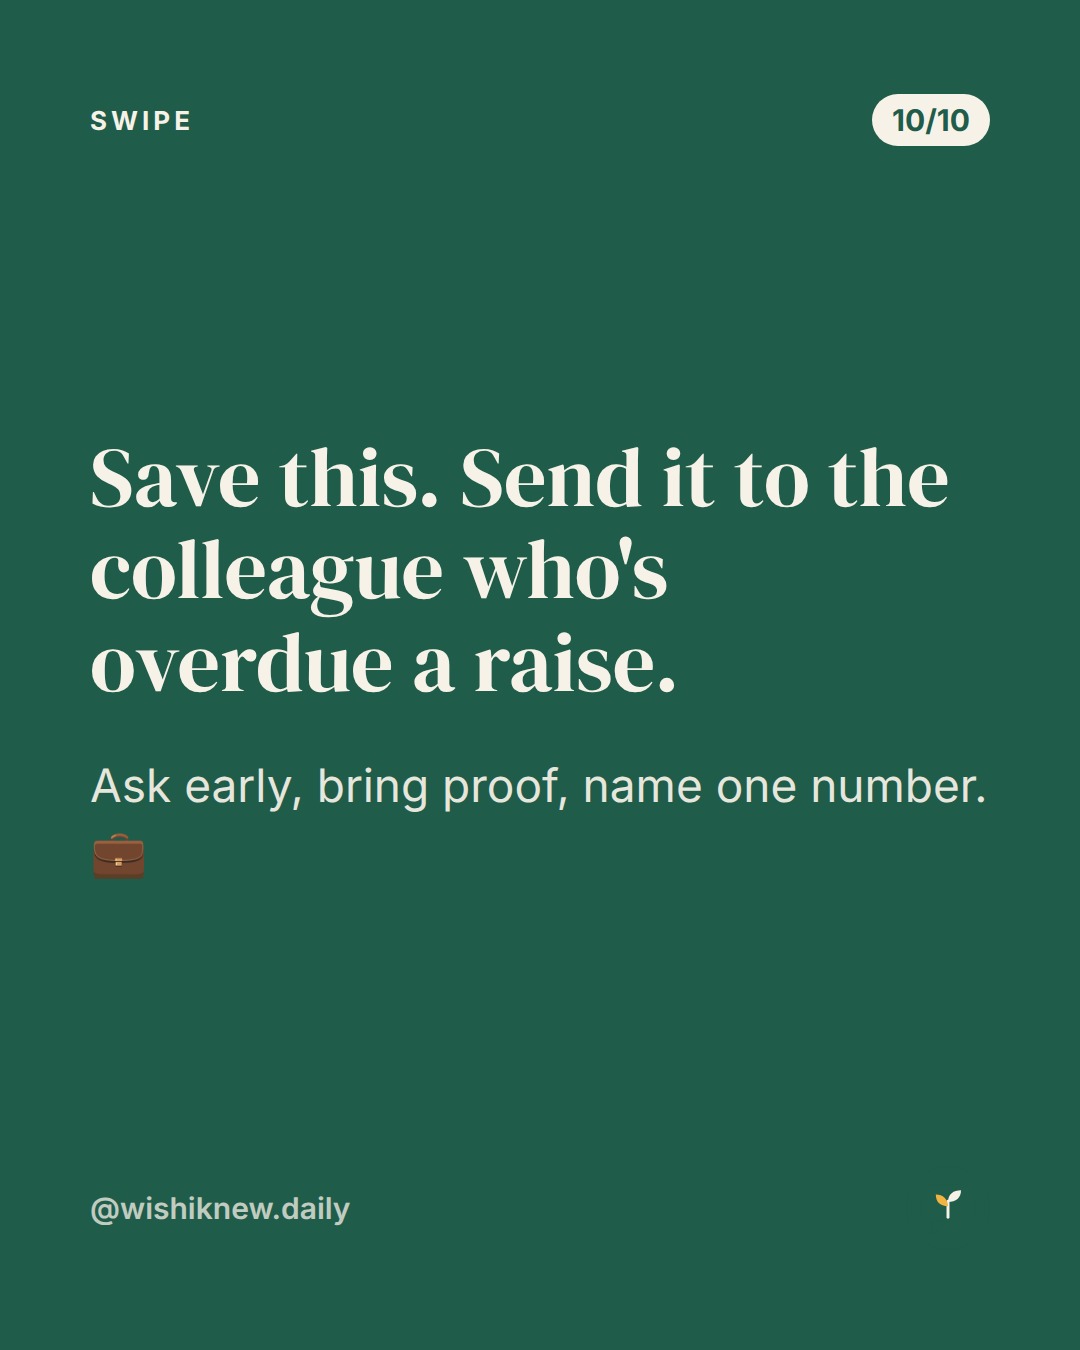 SWIPE
10/10
Save this. Send it to the
colleague who's
overdue a raise.
Ask early, bring proof, name one number.
💼
@wishiknew.daily